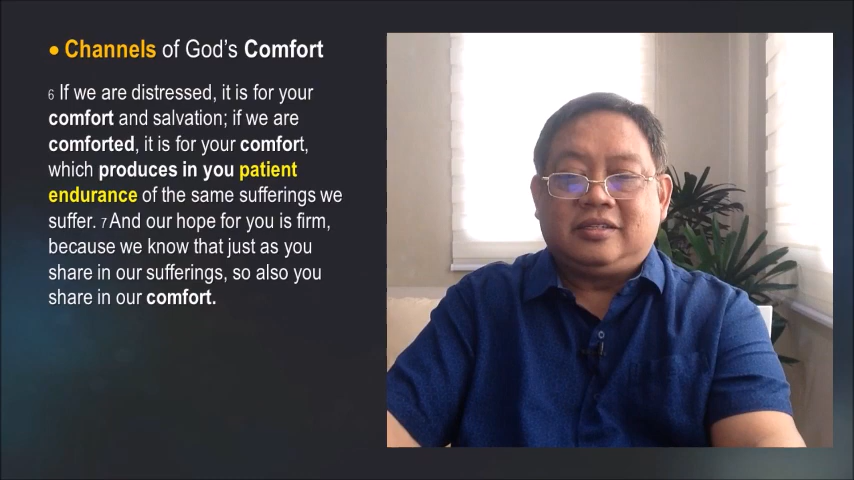 • Channels of God's Comfort
6 If we are distressed, it is for your
comfort and salvation; if we are
comforted, it is for your comfort,
which produces in you patient
endurance of the same sufferings we
suffer. 7 And our hope for you is firm,
because we know that just as you
share in our sufferings, so also you
share in our comfort.